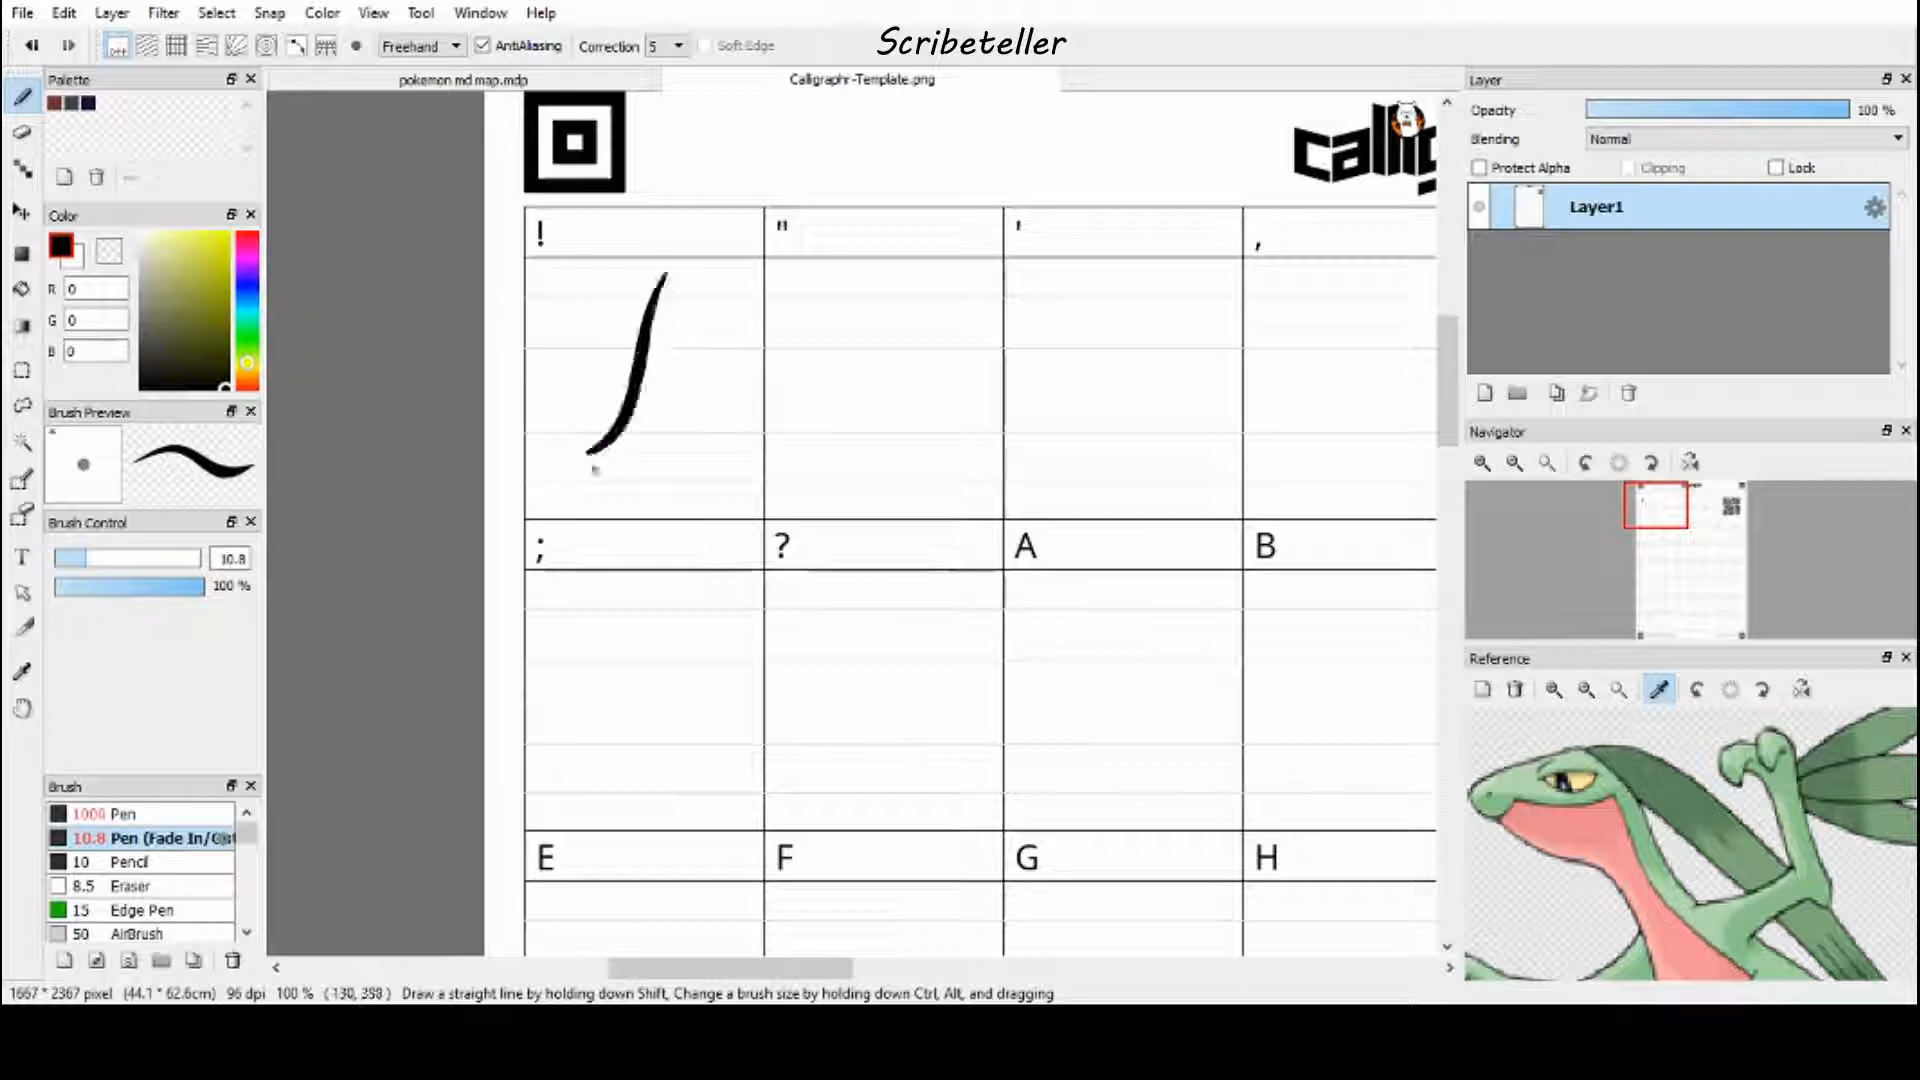 File Edit Layer Filter Select Snap Color View Tool Window Help
Scribeteller
Freehand AntiAliasing Correction 5 Soft Edge
Palette
pokemon md map.mdp
Calligraphr-Template.png
Layer
Opacity 100 %
Blending Normal
Protect Alpha Clipping Lock
Layer1
Color
R 0
G 0
B 0
Brush Preview
Brush Control
10.8
100 %
Brush
1000 Pen
10.8 Pen (Fade In/Out
10 Pencil
8.5 Eraser
15 Edge Pen
50 AirBrush
callig
! " ' ,
; ? A B
E F G H
Navigator
Reference
1667 * 2367 pixel (44.1 * 62.6cm) 96 dpi 100 % Draw a straight line by holding down Shift, Change a brush size by holding down Ctrl, Alt, and dragging